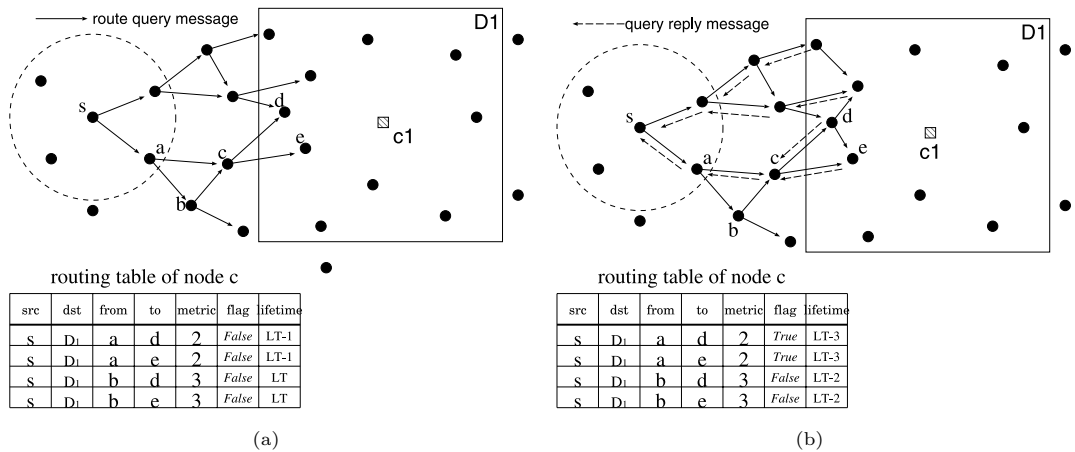 route query message
D1
s
a
b
c
d
e
c1
routing table of node c
src dst from to metric flag lifetime
s D1 a d 2 False LT-1
s D1 a e 2 False LT-1
s D1 b d 3 False LT
s D1 b e 3 False LT
(a)
query reply message
D1
s
a
b
c
d
e
c1
routing table of node c
src dst from to metric flag lifetime
s D1 a d 2 True LT-3
s D1 a e 2 True LT-3
s D1 b d 3 False LT-2
s D1 b e 3 False LT-2
(b)